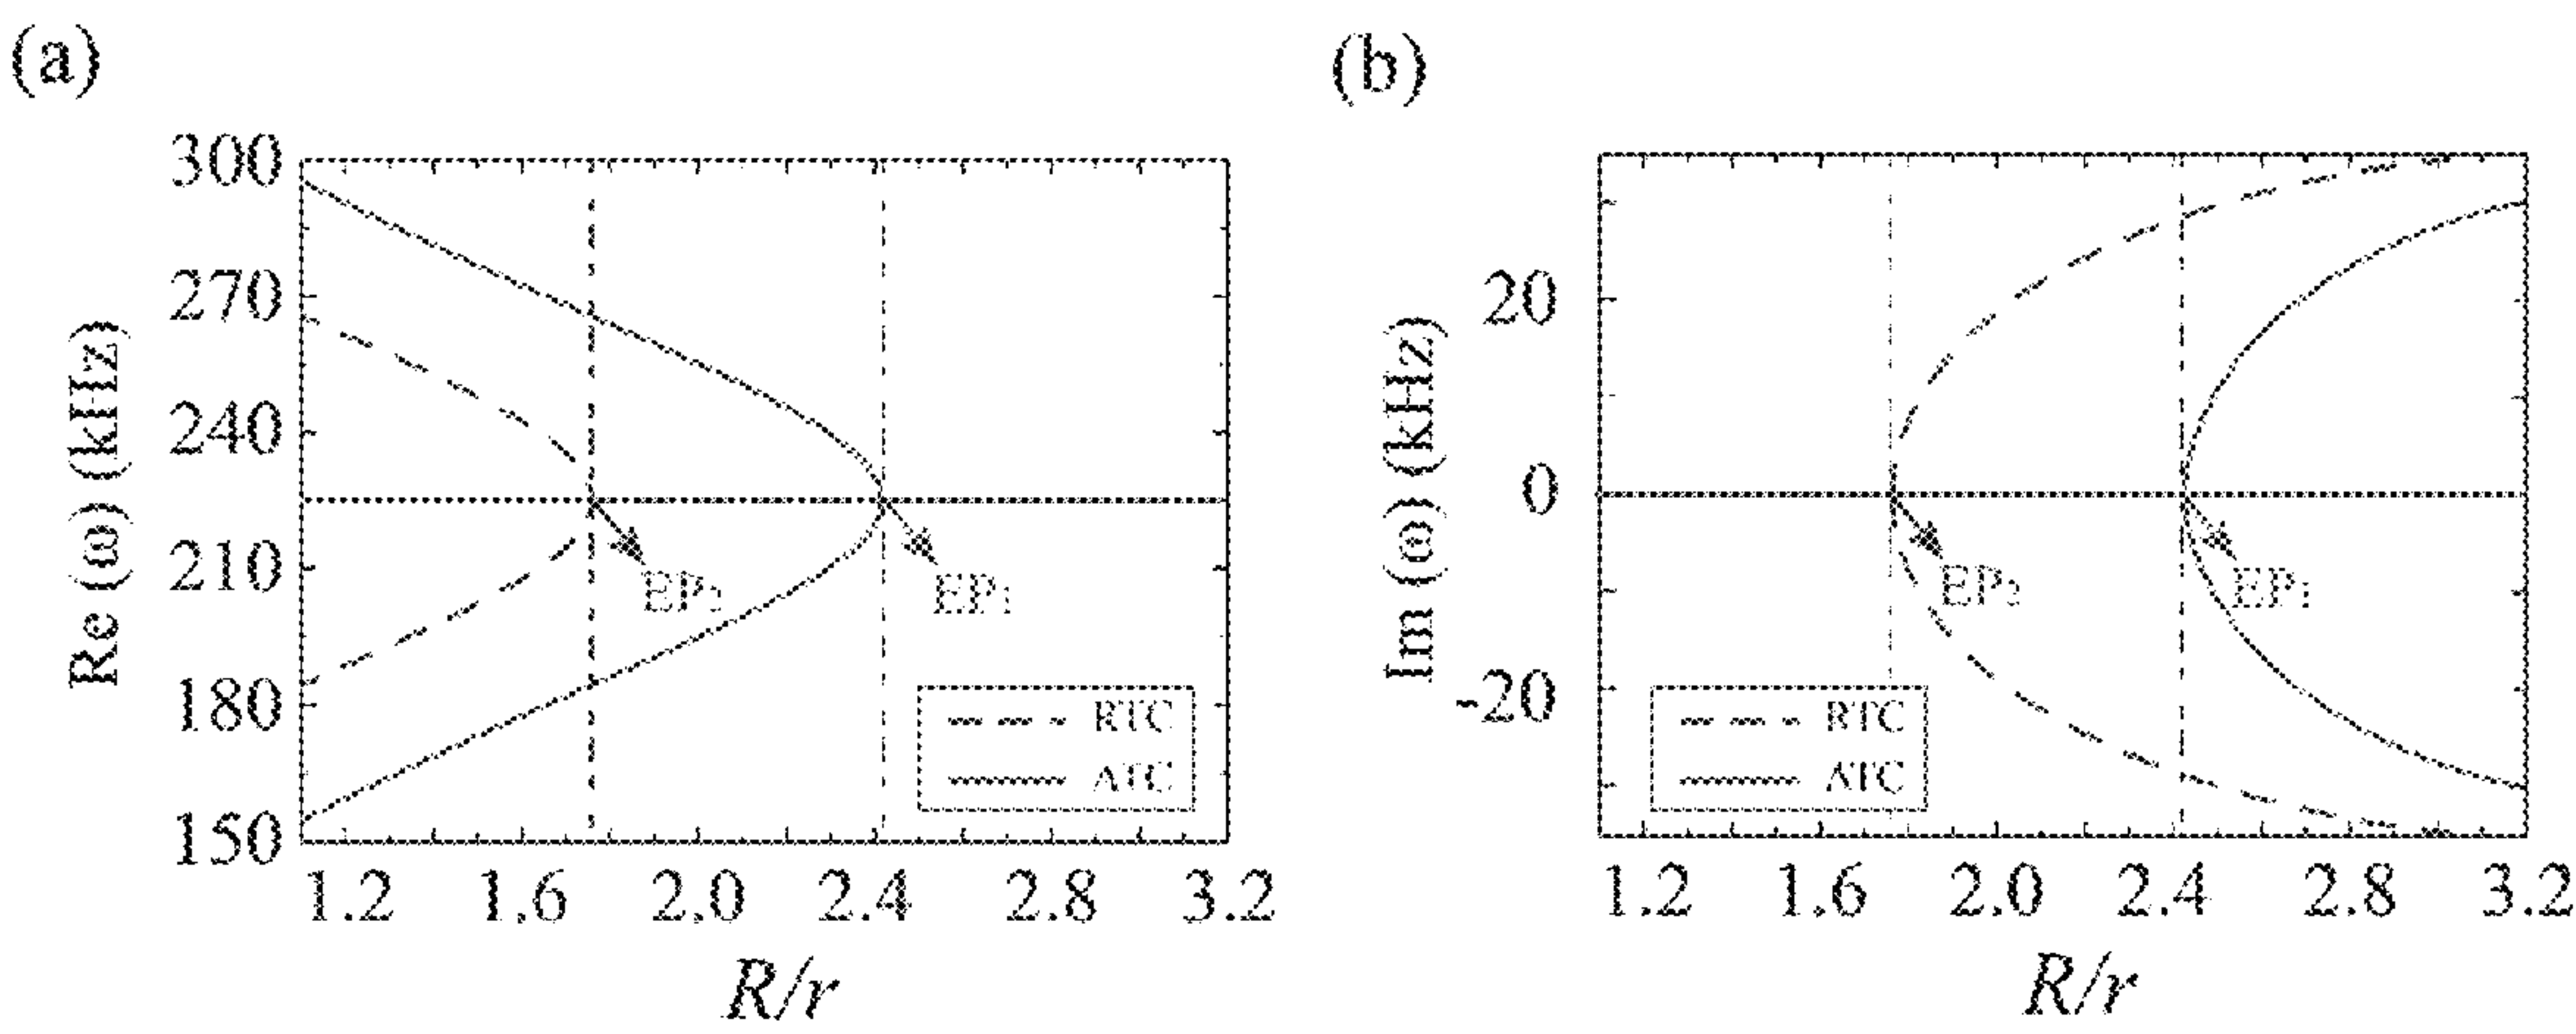 (a)
Re (ω) (kHz)
300
270
240
210
180
150
EP₂
EP₁
RTC
ATC
1.2 1.6 2.0 2.4 2.8 3.2
R/r
(b)
Im (ω) (kHz)
20
0
-20
EP₂
EP₁
RTC
ATC
1.2 1.6 2.0 2.4 2.8 3.2
R/r